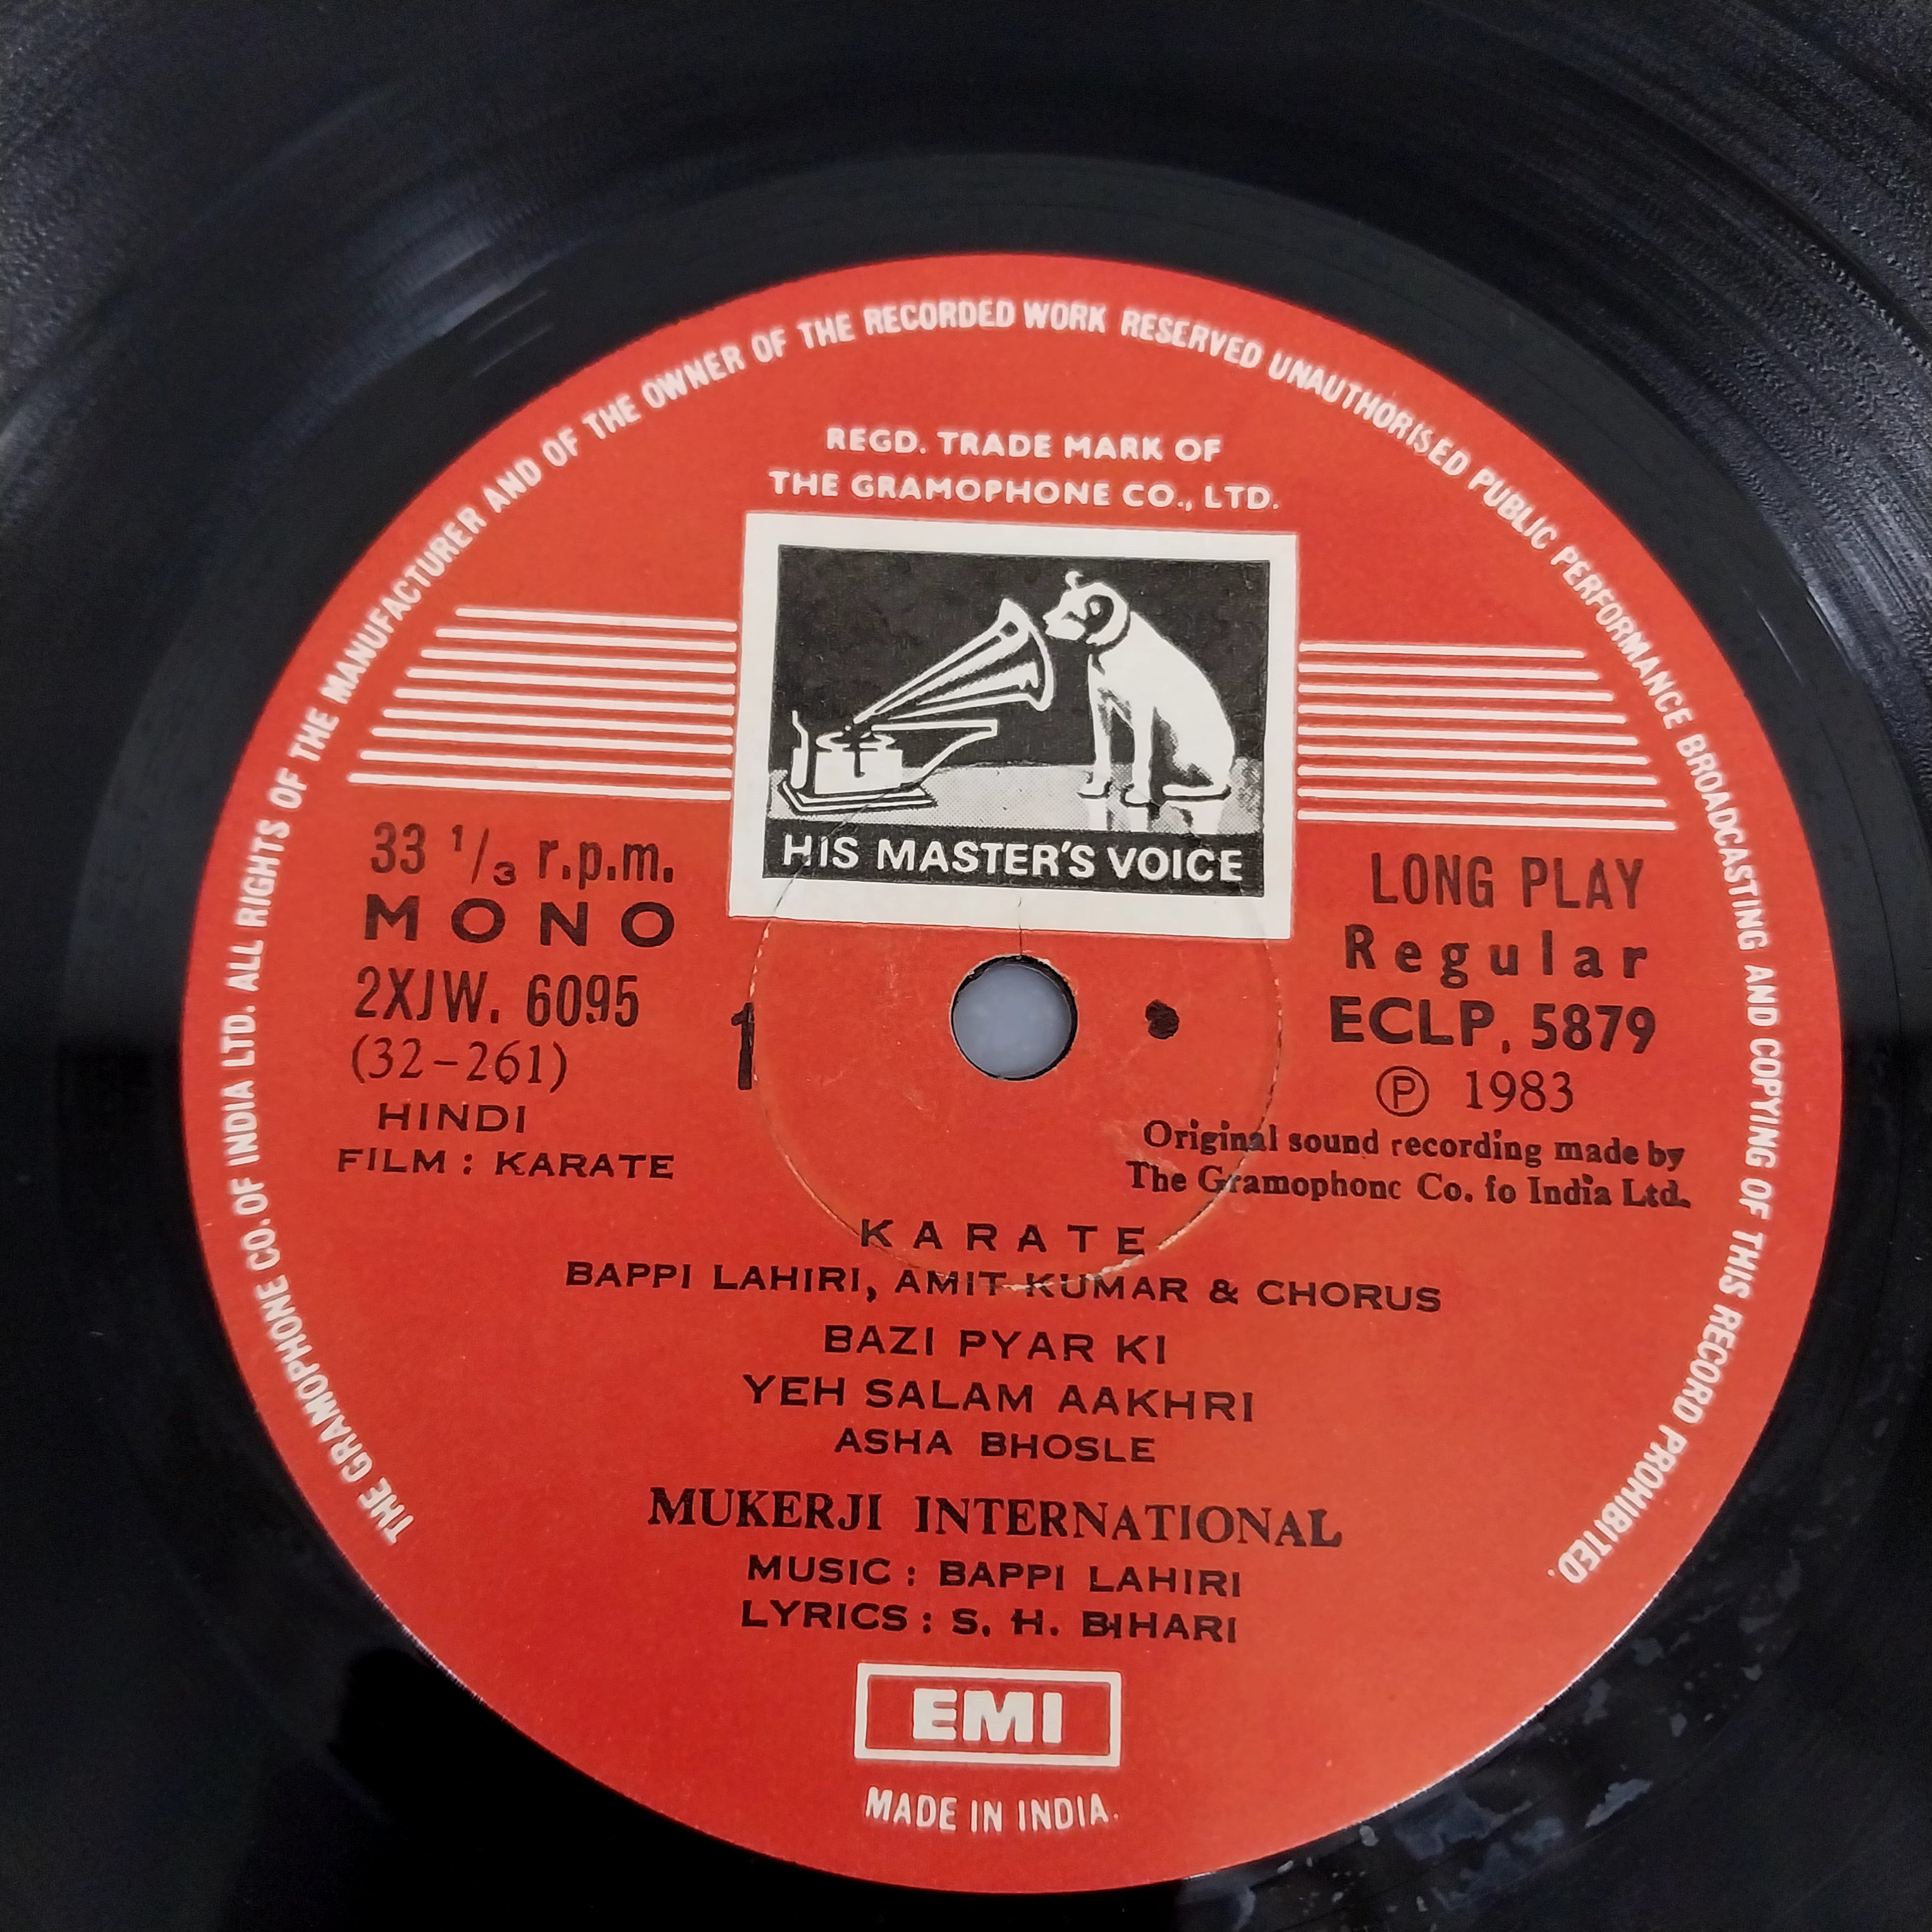 THE GRAMOPHONE CO. OF INDIA LTD. ALL RIGHTS OF THE MANUFACTURER AND OF THE OWNER OF THE RECORDED WORK RESERVED UNAUTHORISED PUBLIC PERFORMANCE BROADCASTING AND COPYING OF THIS RECORD PROHIBITED.
REGD. TRADE MARK OF
THE GRAMOPHONE CO., LTD.
HIS MASTER'S VOICE
33 1/3 r.p.m.
MONO
2XJW. 6095
(32-261)
HINDI
FILM : KARATE
1
LONG PLAY
Regular
ECLP. 5879
Ⓟ 1983
Original sound recording made by
The Gramophonc Co. fo India Ltd.
KARATE
BAPPI LAHIRI, AMIT KUMAR & CHORUS
BAZI PYAR KI
YEH SALAM AAKHRI
ASHA BHOSLE
MUKERJI INTERNATIONAL
MUSIC : BAPPI LAHIRI
LYRICS : S. H. BIHARI
EMI
MADE IN INDIA.